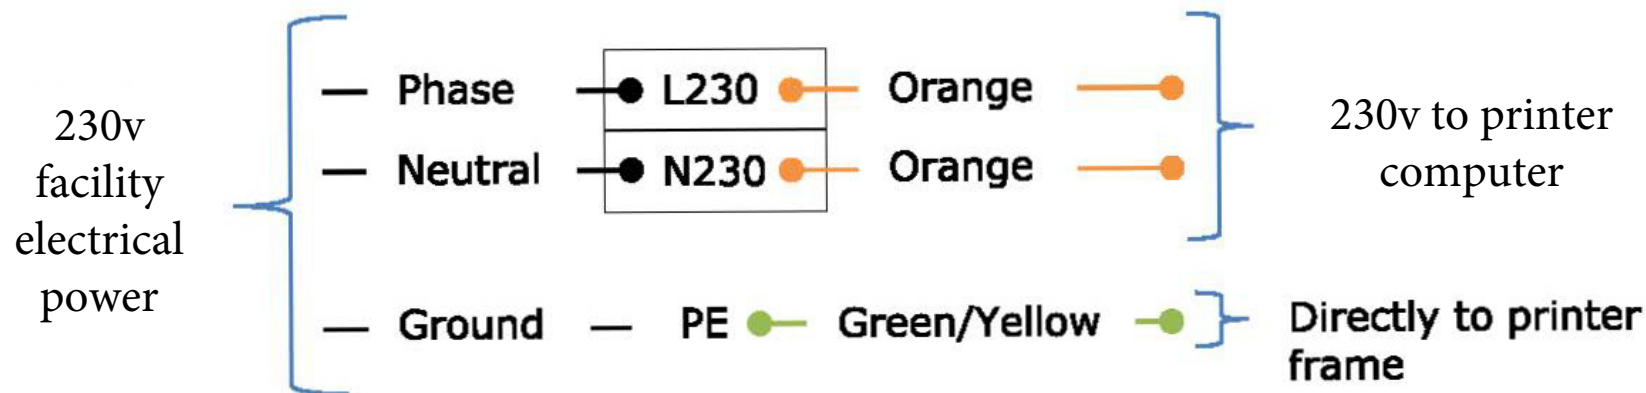 230v
facility
electrical
power
Phase L230 Orange
Neutral N230 Orange
Ground PE Green/Yellow
230v to printer
computer
Directly to printer
frame